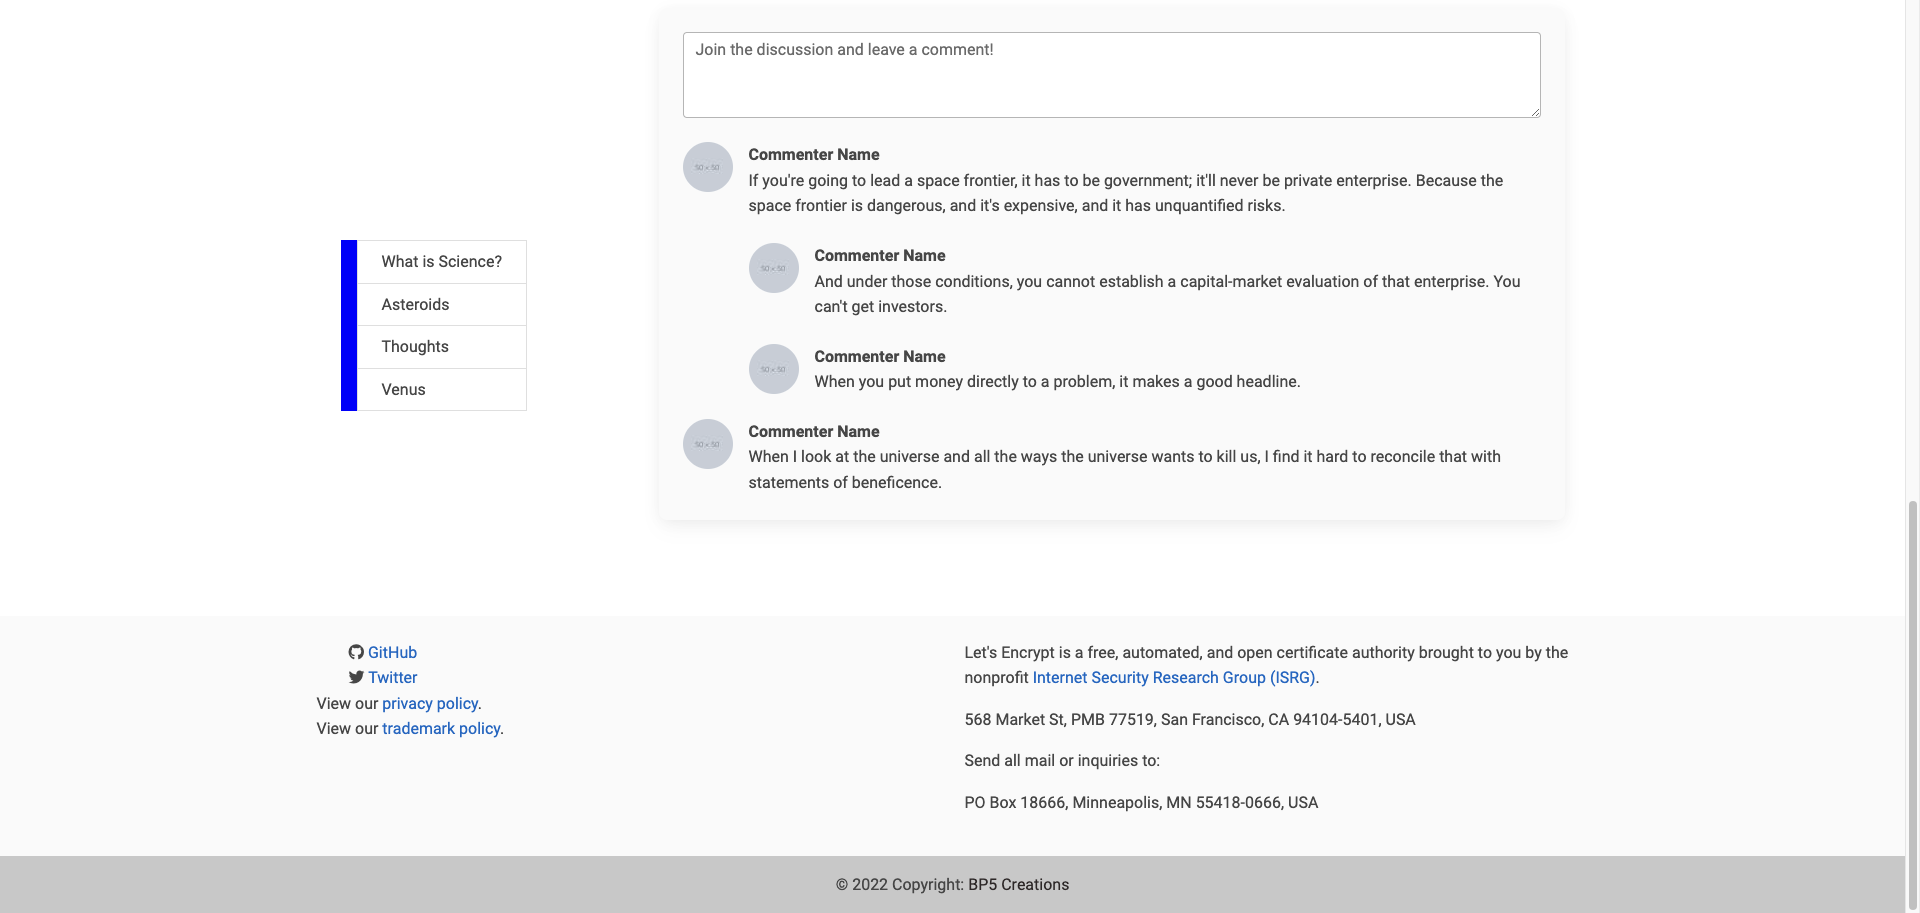 Join the discussion and leave a comment!
50 × 50
Commenter Name
If you're going to lead a space frontier, it has to be government; it'll never be private enterprise. Because the
space frontier is dangerous, and it's expensive, and it has unquantified risks.
50 × 50
Commenter Name
And under those conditions, you cannot establish a capital-market evaluation of that enterprise. You
can't get investors.
50 × 50
Commenter Name
When you put money directly to a problem, it makes a good headline.
50 × 50
Commenter Name
When I look at the universe and all the ways the universe wants to kill us, I find it hard to reconcile that with
statements of beneficence.
What is Science?
Asteroids
Thoughts
Venus
GitHub
Twitter
View our privacy policy.
View our trademark policy.
Let's Encrypt is a free, automated, and open certificate authority brought to you by the
nonprofit Internet Security Research Group (ISRG).
568 Market St, PMB 77519, San Francisco, CA 94104-5401, USA
Send all mail or inquiries to:
PO Box 18666, Minneapolis, MN 55418-0666, USA
© 2022 Copyright: BP5 Creations